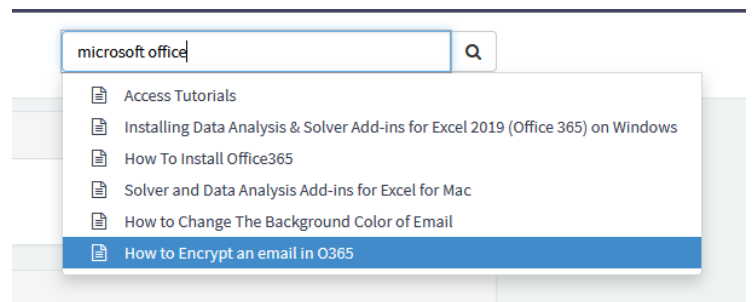 microsoft office
Access Tutorials
Installing Data Analysis & Solver Add-ins for Excel 2019 (Office 365) on Windows
How To Install Office365
Solver and Data Analysis Add-ins for Excel for Mac
How to Change The Background Color of Email
How to Encrypt an email in O365